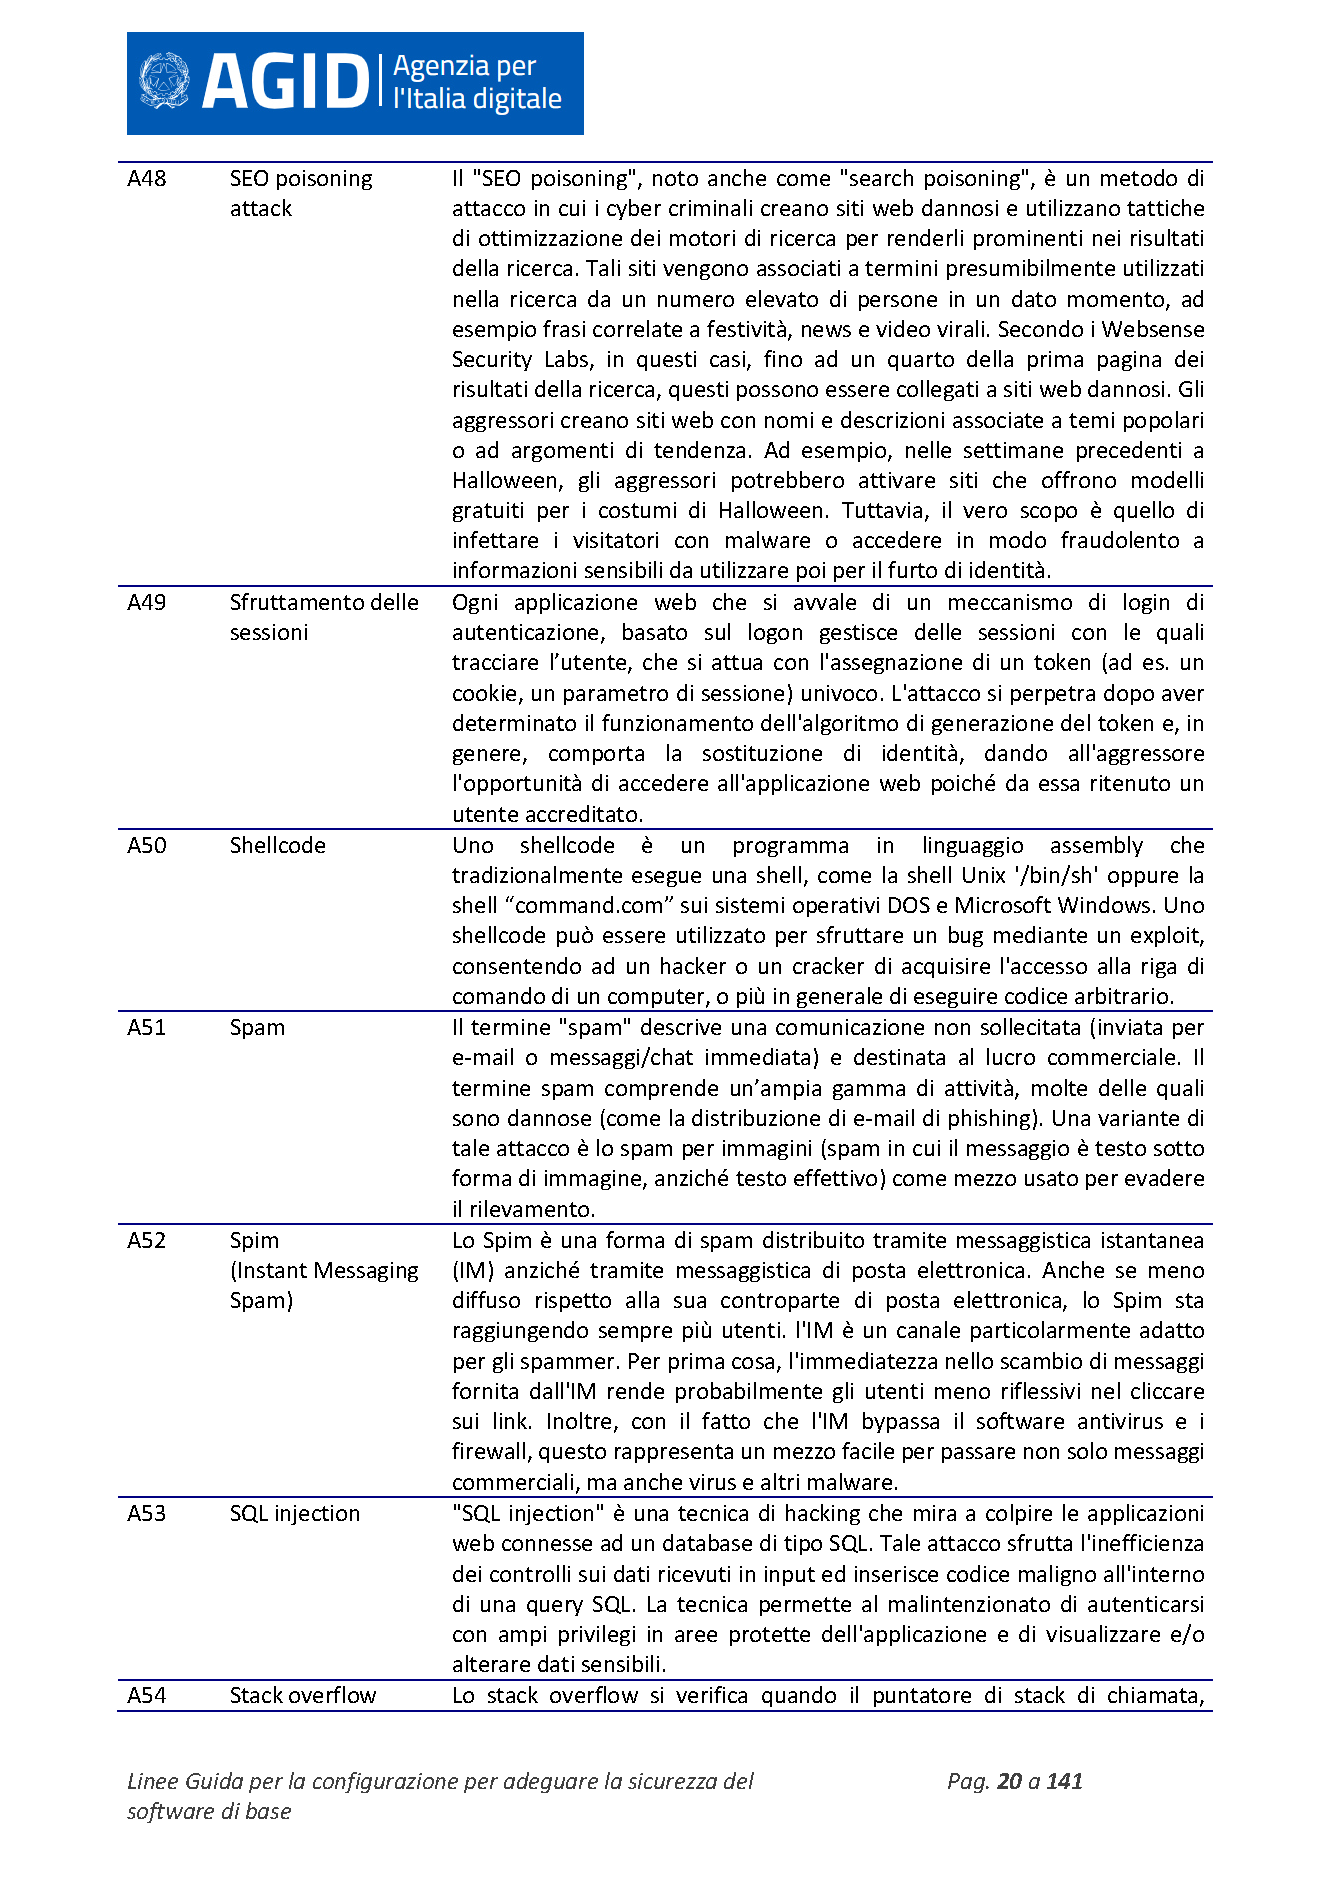 AGID Agenzia per
l'Italia digitale
A48 SEO poisoning Il "SEO poisoning", noto anche come "search poisoning", è un metodo di
attack attacco in cui i cyber criminali creano siti web dannosi e utilizzano tattiche
di ottimizzazione dei motori di ricerca per renderli prominenti nei risultati
della ricerca. Tali siti vengono associati a termini presumibilmente utilizzati
nella ricerca da un numero elevato di persone in un dato momento, ad
esempio frasi correlate a festività, news e video virali. Secondo i Websense
Security Labs, in questi casi, fino ad un quarto della prima pagina dei
risultati della ricerca, questi possono essere collegati a siti web dannosi. Gli
aggressori creano siti web con nomi e descrizioni associate a temi popolari
o ad argomenti di tendenza. Ad esempio, nelle settimane precedenti a
Halloween, gli aggressori potrebbero attivare siti che offrono modelli
gratuiti per i costumi di Halloween. Tuttavia, il vero scopo è quello di
infettare i visitatori con malware o accedere in modo fraudolento a
informazioni sensibili da utilizzare poi per il furto di identità.
A49 Sfruttamento delle Ogni applicazione web che si avvale di un meccanismo di login di
sessioni autenticazione, basato sul logon gestisce delle sessioni con le quali
tracciare l’utente, che si attua con l'assegnazione di un token (ad es. un
cookie, un parametro di sessione) univoco. L'attacco si perpetra dopo aver
determinato il funzionamento dell'algoritmo di generazione del token e, in
genere, comporta la sostituzione di identità, dando all'aggressore
l'opportunità di accedere all'applicazione web poiché da essa ritenuto un
utente accreditato.
A50 Shellcode Uno shellcode è un programma in linguaggio assembly che
tradizionalmente esegue una shell, come la shell Unix '/bin/sh' oppure la
shell “command.com” sui sistemi operativi DOS e Microsoft Windows. Uno
shellcode può essere utilizzato per sfruttare un bug mediante un exploit,
consentendo ad un hacker o un cracker di acquisire l'accesso alla riga di
comando di un computer, o più in generale di eseguire codice arbitrario.
A51 Spam Il termine "spam" descrive una comunicazione non sollecitata (inviata per
e-mail o messaggi/chat immediata) e destinata al lucro commerciale. Il
termine spam comprende un’ampia gamma di attività, molte delle quali
sono dannose (come la distribuzione di e-mail di phishing). Una variante di
tale attacco è lo spam per immagini (spam in cui il messaggio è testo sotto
forma di immagine, anziché testo effettivo) come mezzo usato per evadere
il rilevamento.
A52 Spim Lo Spim è una forma di spam distribuito tramite messaggistica istantanea
(Instant Messaging (IM) anziché tramite messaggistica di posta elettronica. Anche se meno
Spam) diffuso rispetto alla sua controparte di posta elettronica, lo Spim sta
raggiungendo sempre più utenti. l'IM è un canale particolarmente adatto
per gli spammer. Per prima cosa, l'immediatezza nello scambio di messaggi
fornita dall'IM rende probabilmente gli utenti meno riflessivi nel cliccare
sui link. Inoltre, con il fatto che l'IM bypassa il software antivirus e i
firewall, questo rappresenta un mezzo facile per passare non solo messaggi
commerciali, ma anche virus e altri malware.
A53 SQL injection "SQL injection" è una tecnica di hacking che mira a colpire le applicazioni
web connesse ad un database di tipo SQL. Tale attacco sfrutta l'inefficienza
dei controlli sui dati ricevuti in input ed inserisce codice maligno all'interno
di una query SQL. La tecnica permette al malintenzionato di autenticarsi
con ampi privilegi in aree protette dell'applicazione e di visualizzare e/o
alterare dati sensibili.
A54 Stack overflow Lo stack overflow si verifica quando il puntatore di stack di chiamata,
Linee Guida per la configurazione per adeguare la sicurezza del Pag. 20 a 141
software di base